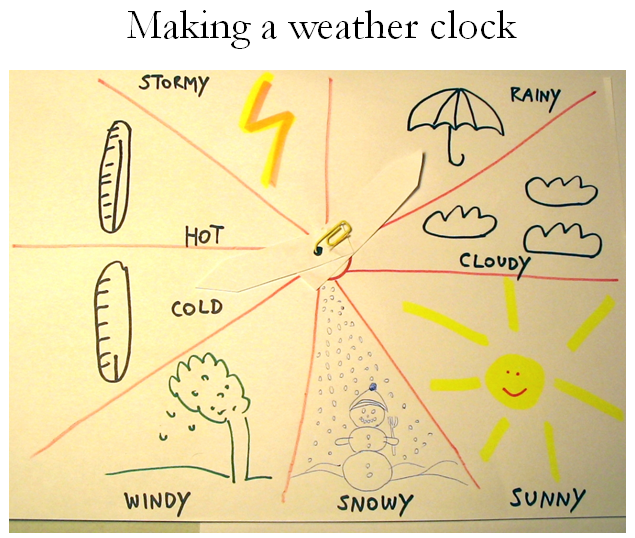 Making a weather clock
STORMY
RAINY
HOT
CLOUDY
COLD
WINDY
SNOWY
SUNNY